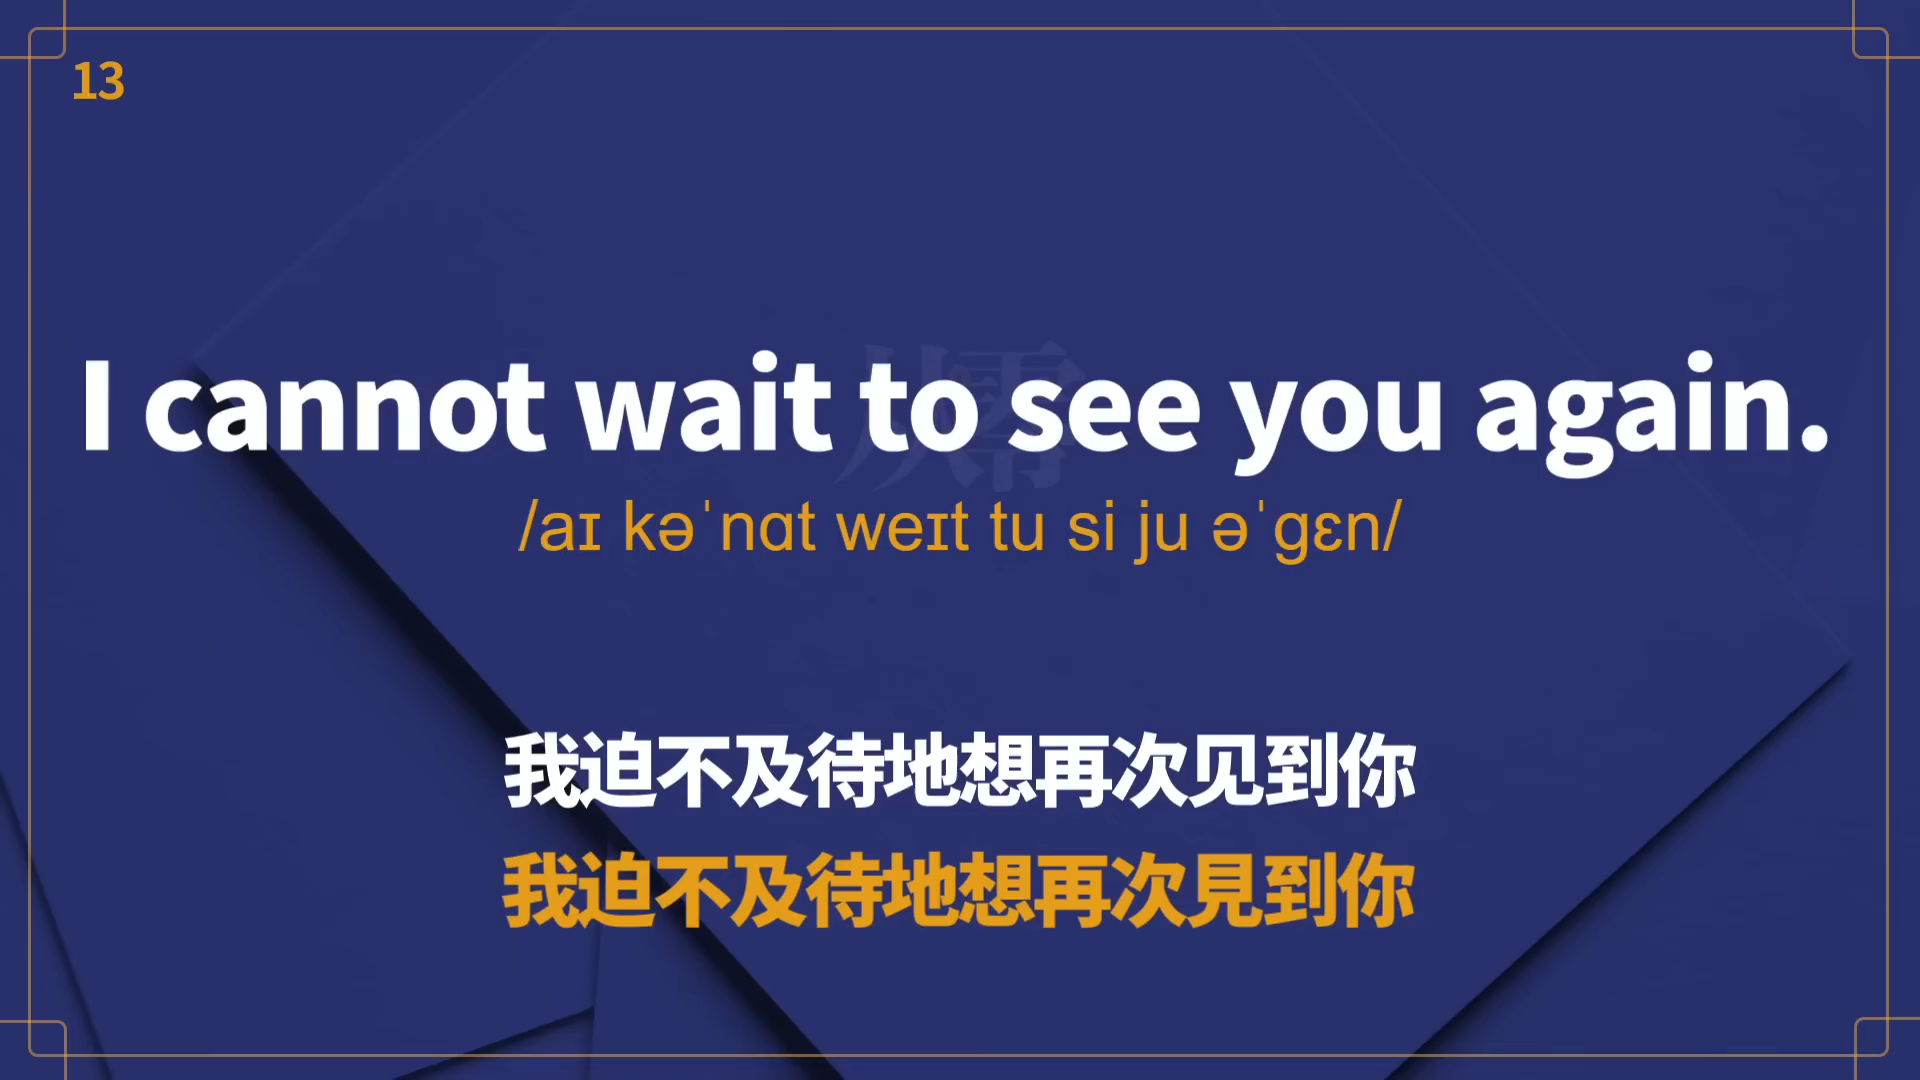 13
I cannot wait to see you again.
/aɪ kəˈnɑt weɪt tu si ju əˈɡɛn/
我迫不及待地想再次见到你
我迫不及待地想再次見到你